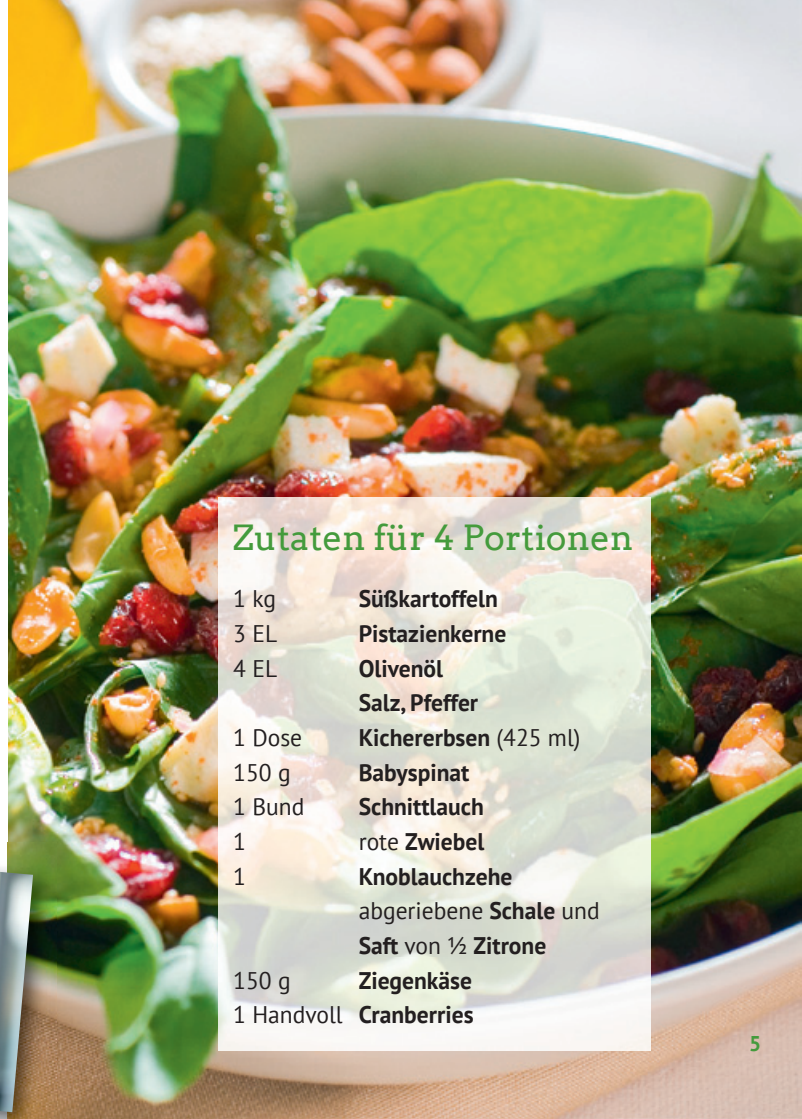 Zutaten für 4 Portionen
1 kg Süßkartoffeln
3 EL Pistazienkerne
4 EL Olivenöl
Salz, Pfeffer
1 Dose Kichererbsen (425 ml)
150 g Babyspinat
1 Bund Schnittlauch
1 rote Zwiebel
1 Knoblauchzehe
abgeriebene Schale und
Saft von ½ Zitrone
150 g Ziegenkäse
1 Handvoll Cranberries
5